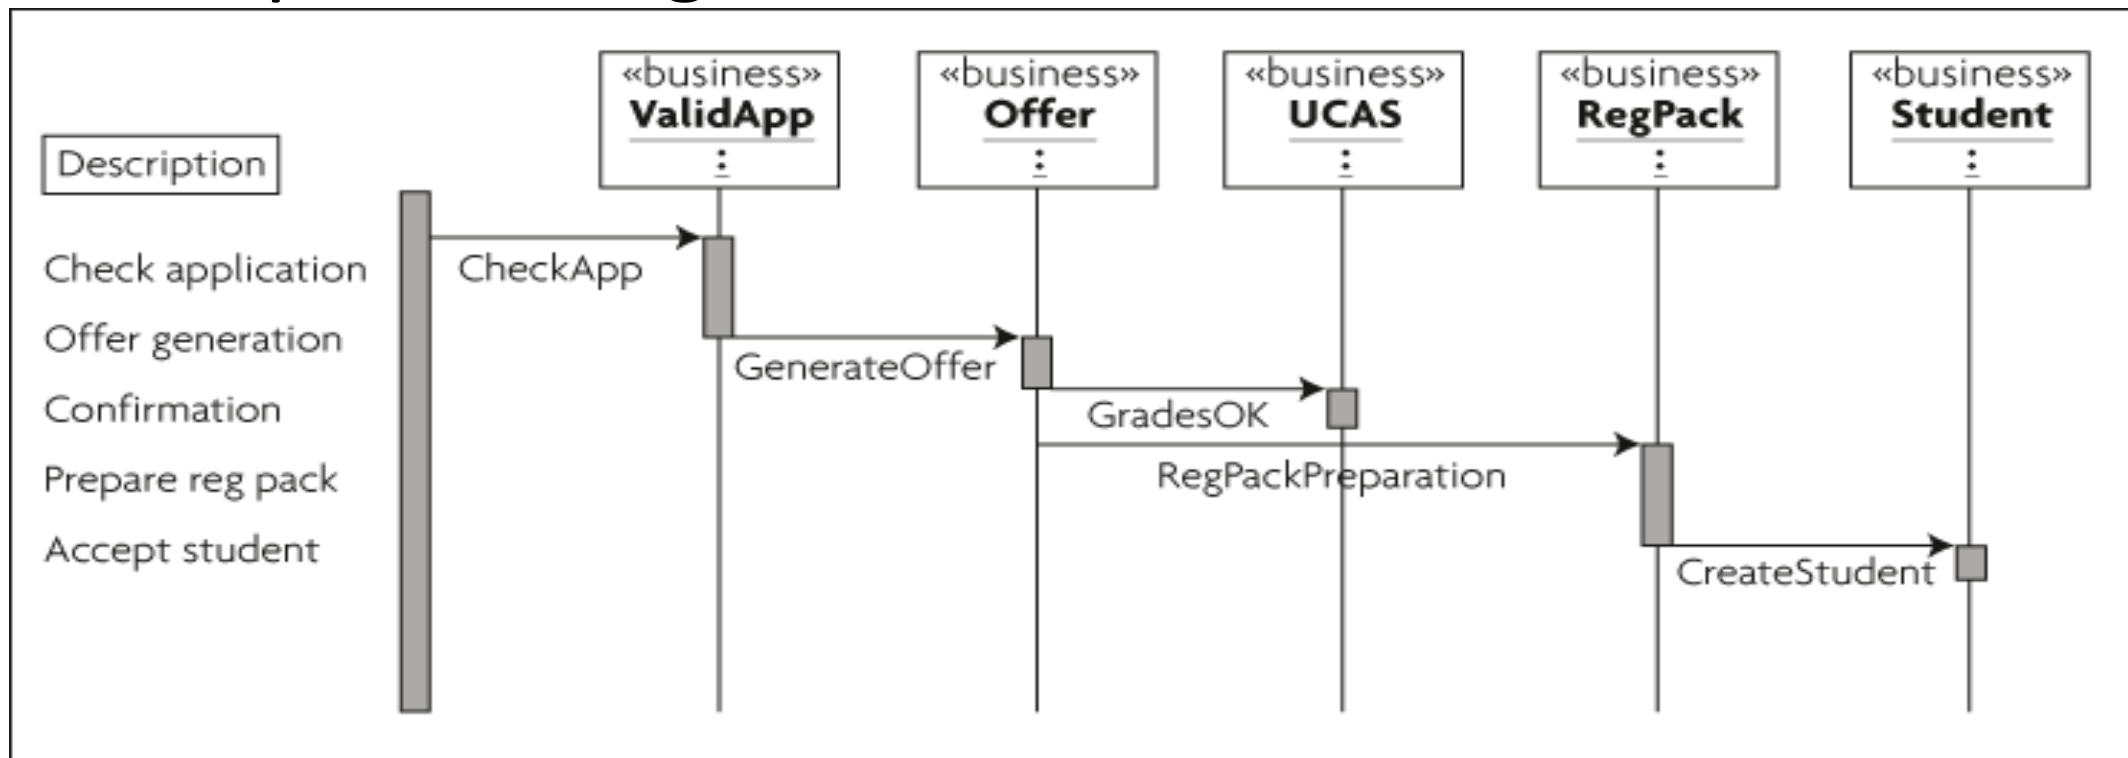 «business»
ValidApp
:
«business»
Offer
:
«business»
UCAS
:
«business»
RegPack
:
«business»
Student
:
Description
Check application
Offer generation
Confirmation
Prepare reg pack
Accept student
CheckApp
GenerateOffer
GradesOK
RegPackPreparation
CreateStudent